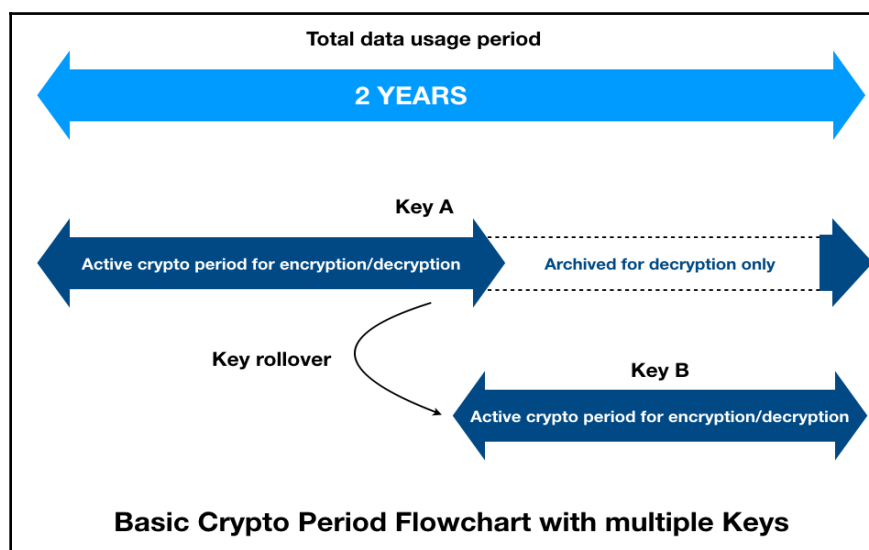 Total data usage period
2 YEARS
Key A
Active crypto period for encryption/decryption
Archived for decryption only
Key rollover
Key B
Active crypto period for encryption/decryption
Basic Crypto Period Flowchart with multiple Keys